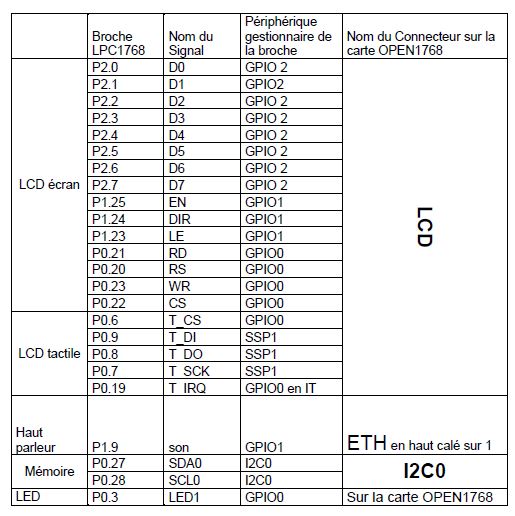 Broche LPC1768 Nom du Signal Périphérique gestionnaire de la broche Nom du Connecteur sur la carte OPEN1768
LCD écran P2.0 D0 GPIO 2 LCD
P2.1 D1 GPIO2
P2.2 D2 GPIO 2
P2.3 D3 GPIO 2
P2.4 D4 GPIO 2
P2.5 D5 GPIO 2
P2.6 D6 GPIO 2
P2.7 D7 GPIO 2
P1.25 EN GPIO1
P1.24 DIR GPIO1
P1.23 LE GPIO1
P0.21 RD GPIO0
P0.20 RS GPIO0
P0.23 WR GPIO0
P0.22 CS GPIO0
LCD tactile P0.6 T_CS GPIO0
P0.9 T_DI SSP1
P0.8 T_DO SSP1
P0.7 T_SCK SSP1
P0.19 T_IRQ GPIO0 en IT
Haut parleur P1.9 son GPIO1 ETH en haut calé sur 1
Mémoire P0.27 SDA0 I2C0 I2C0
P0.28 SCL0 I2C0
LED P0.3 LED1 GPIO0 Sur la carte OPEN1768